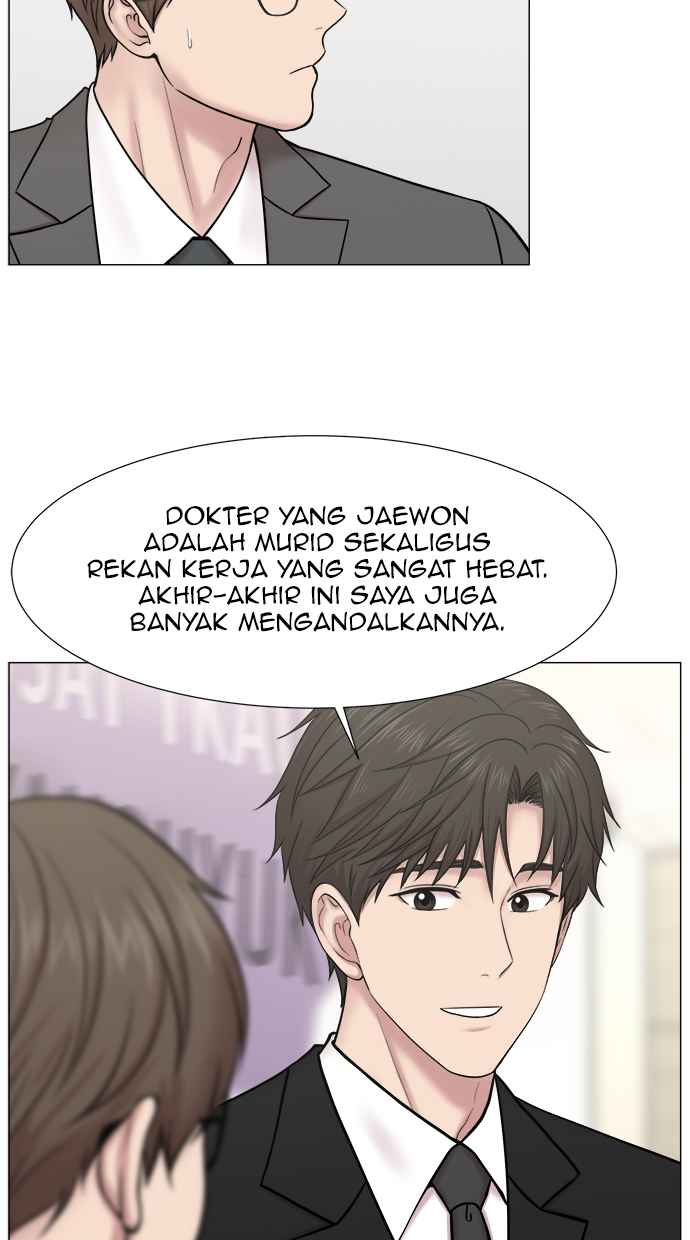 DOKTER YANG JAEWON
ADALAH MURID SEKALIGUS
REKAN KERJA YANG SANGAT HEBAT.
AKHIR-AKHIR INI SAYA JUGA
BANYAK MENGANDALKANNYA.